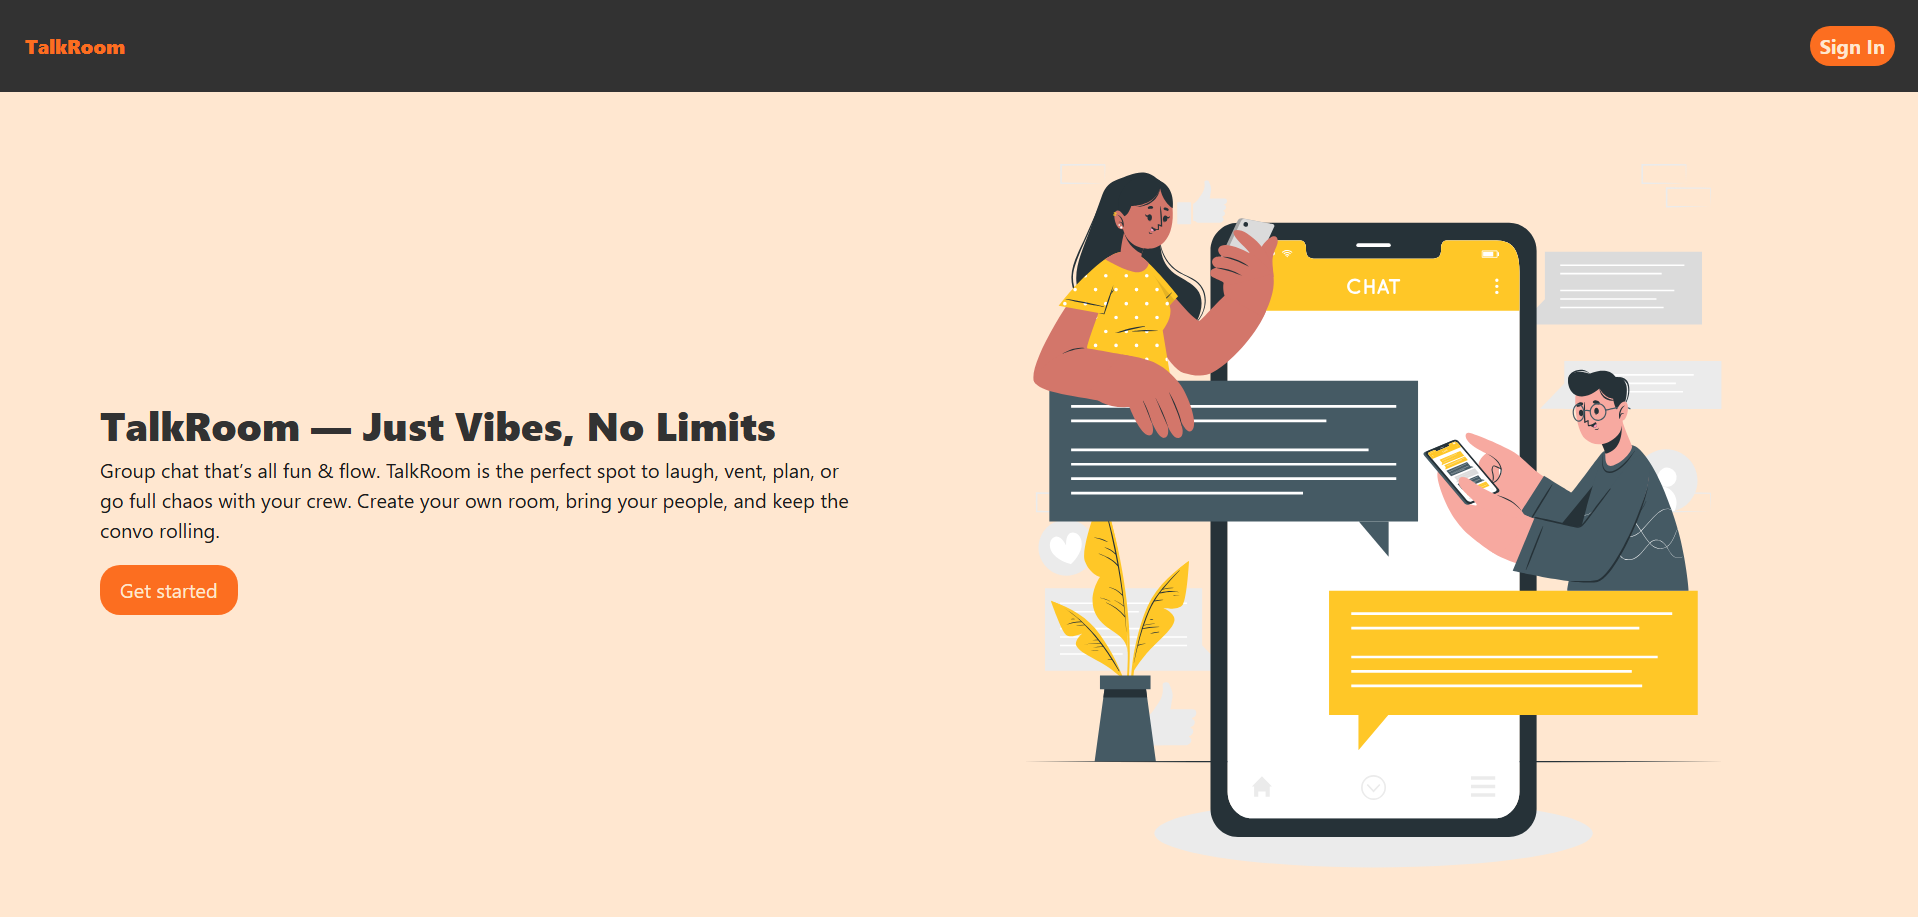 TalkRoom
Sign In
CHAT
TalkRoom — Just Vibes, No Limits
Group chat that’s all fun & flow. TalkRoom is the perfect spot to laugh, vent, plan, or
go full chaos with your crew. Create your own room, bring your people, and keep the
convo rolling.
Get started